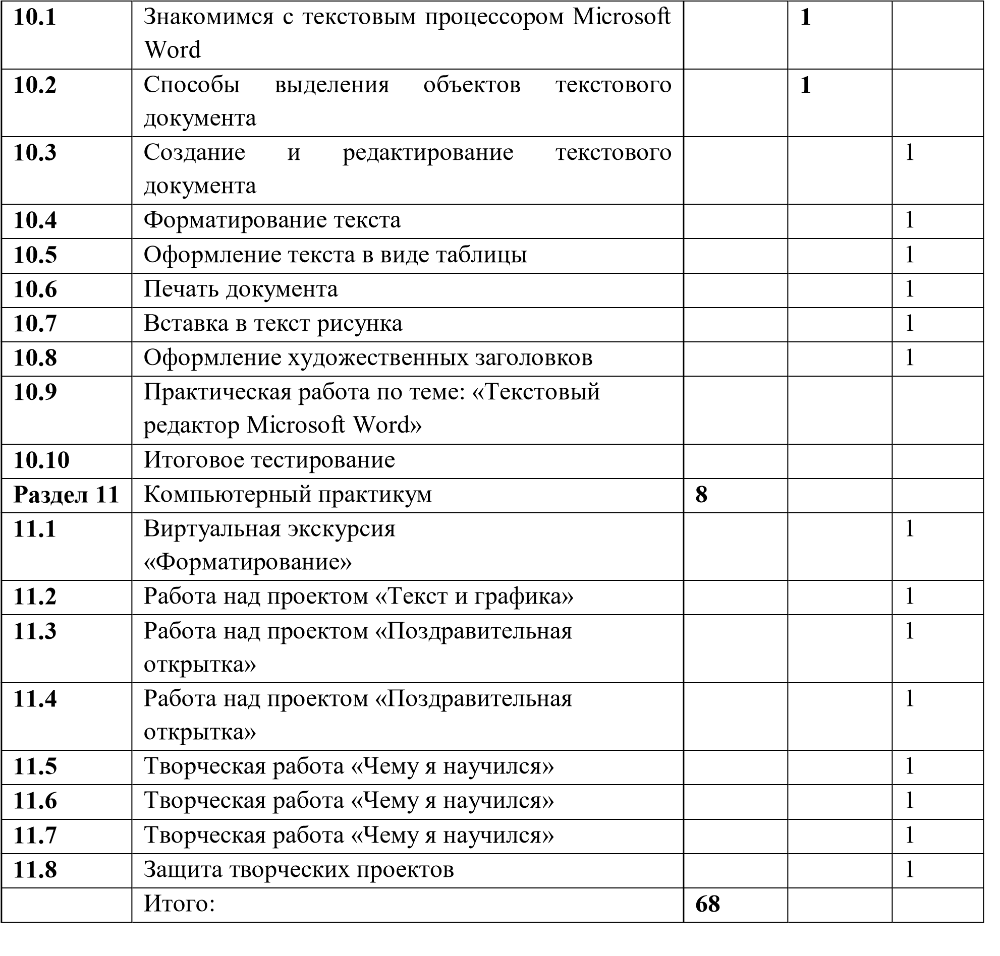 10.1 Знакомимся с текстовым процессором Microsoft 1
Word
10.2 Способы выделения объектов текстового 1
документа
10.3 Создание и редактирование текстового 1
документа
10.4 Форматирование текста 1
10.5 Оформление текста в виде таблицы 1
10.6 Печать документа 1
10.7 Вставка в текст рисунка 1
10.8 Оформление художественных заголовков 1
10.9 Практическая работа по теме: «Текстовый
редактор Microsoft Word»
10.10 Итоговое тестирование
Раздел 11 Компьютерный практикум 8
11.1 Виртуальная экскурсия 1
«Форматирование»
11.2 Работа над проектом «Текст и графика» 1
11.3 Работа над проектом «Поздравительная 1
открытка»
11.4 Работа над проектом «Поздравительная 1
открытка»
11.5 Творческая работа «Чему я научился» 1
11.6 Творческая работа «Чему я научился» 1
11.7 Творческая работа «Чему я научился» 1
11.8 Защита творческих проектов 1
Итого: 68